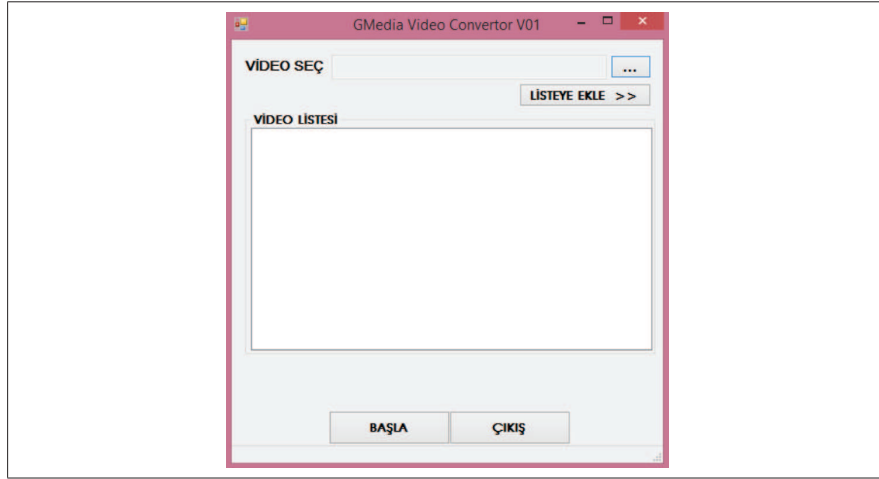 GMedia Video Convertor V01
VİDEO SEÇ ...
LİSTEYE EKLE >>
VİDEO LİSTESİ
BAŞLA ÇIKIŞ